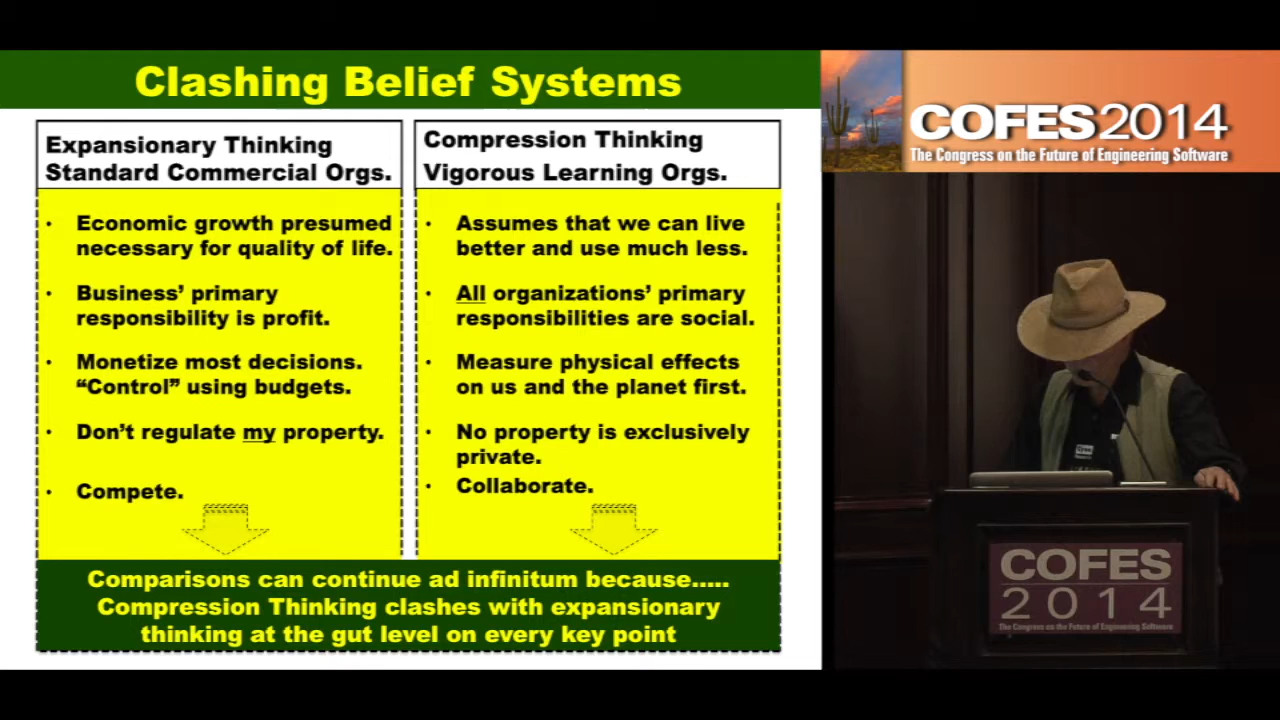 Clashing Belief Systems
Expansionary Thinking
Standard Commercial Orgs.
• Economic growth presumed
necessary for quality of life.
• Business’ primary
responsibility is profit.
• Monetize most decisions.
“Control” using budgets.
• Don’t regulate my property.
• Compete.
Compression Thinking
Vigorous Learning Orgs.
• Assumes that we can live
better and use much less.
• All organizations’ primary
responsibilities are social.
• Measure physical effects
on us and the planet first.
• No property is exclusively
private.
• Collaborate.
Comparisons can continue ad infinitum because.....
Compression Thinking clashes with expansionary
thinking at the gut level on every key point
COFES2014
The Congress on the Future of Engineering Software
COFES
2014
The Congress on the Future of Engineering Software